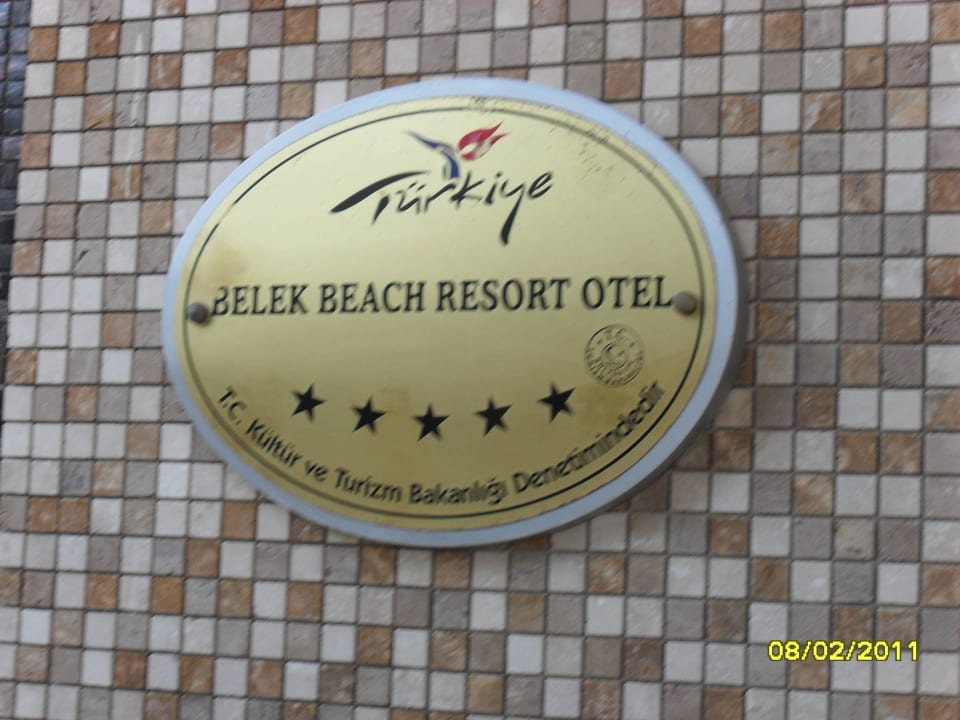 Türkiye
BELEK BEACH RESORT OTEL
T.C. Kültür ve Turizm Bakanlığı Denetimindedir
08/02/2011